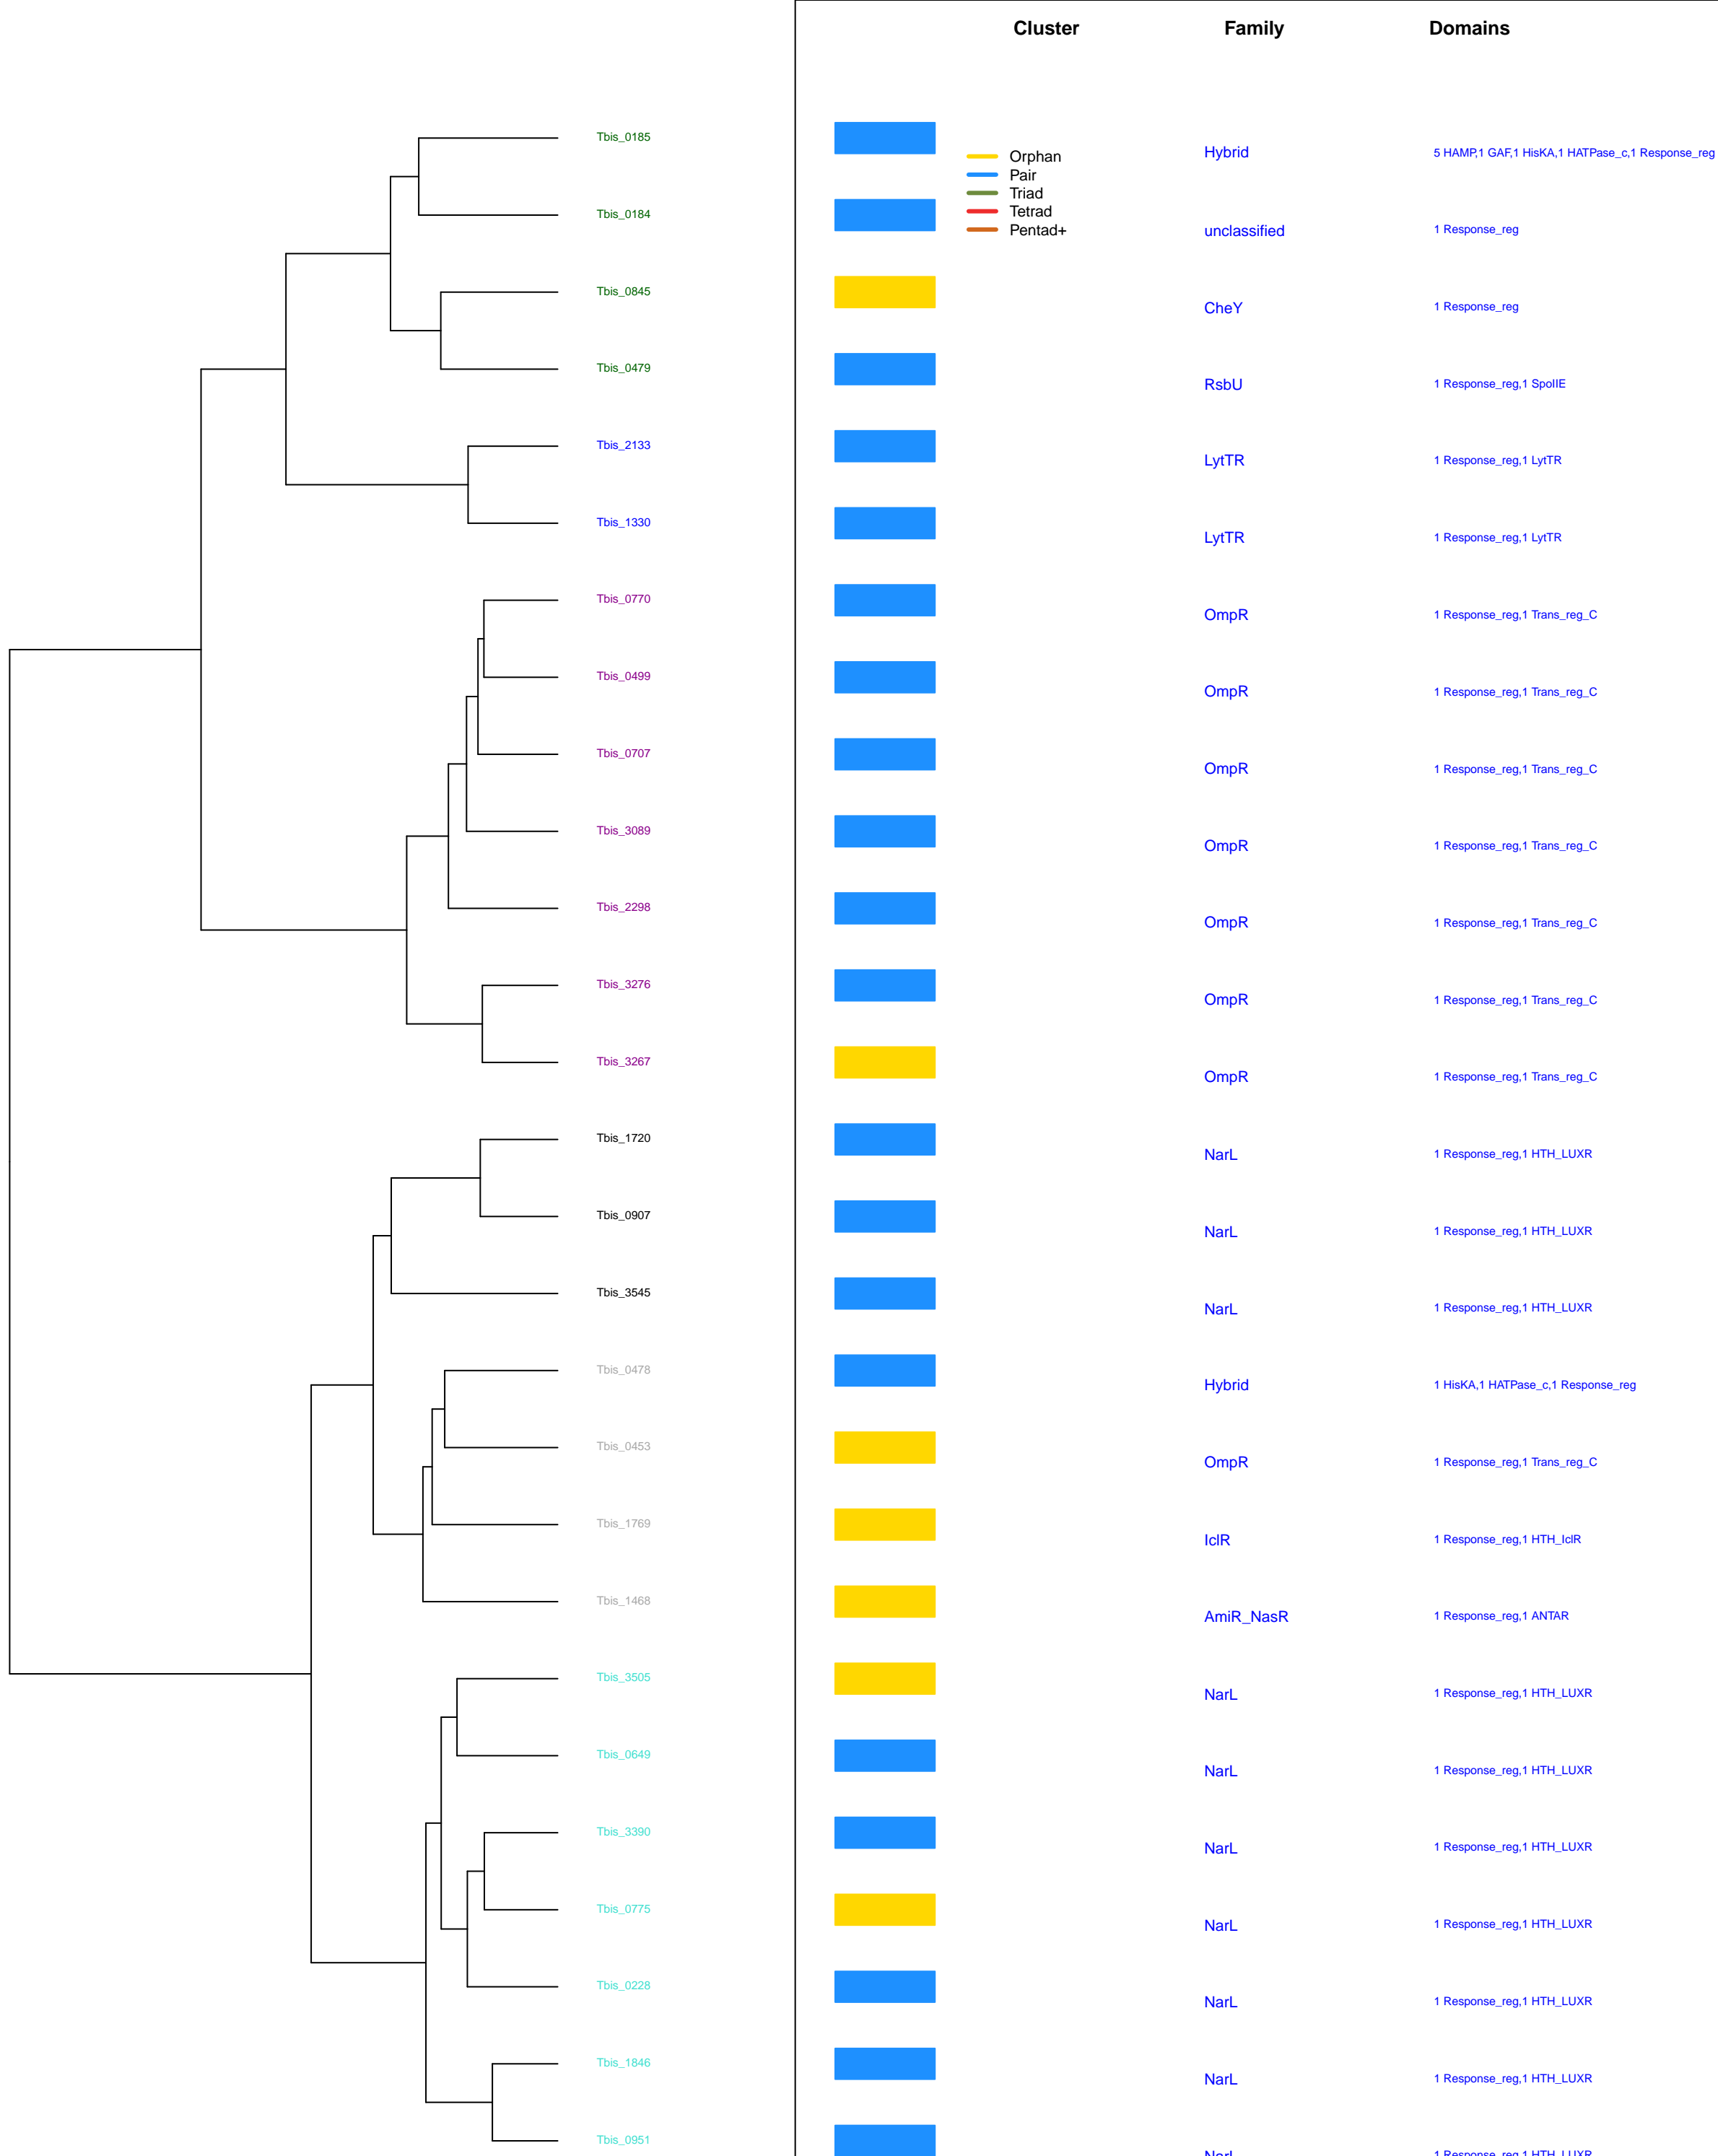 Cluster Family Domains
Tbis_0185 Hybrid 5 HAMP,1 GAF,1 HisKA,1 HATPase_c,1 Response_reg
Orphan
Pair
Triad
Tetrad
Pentad+
Tbis_0184 unclassified 1 Response_reg
Tbis_0845 CheY 1 Response_reg
Tbis_0479 RsbU 1 Response_reg,1 SpoIIE
Tbis_2133 LytTR 1 Response_reg,1 LytTR
Tbis_1330 LytTR 1 Response_reg,1 LytTR
Tbis_0770 OmpR 1 Response_reg,1 Trans_reg_C
Tbis_0499 OmpR 1 Response_reg,1 Trans_reg_C
Tbis_0707 OmpR 1 Response_reg,1 Trans_reg_C
Tbis_3089 OmpR 1 Response_reg,1 Trans_reg_C
Tbis_2298 OmpR 1 Response_reg,1 Trans_reg_C
Tbis_3276 OmpR 1 Response_reg,1 Trans_reg_C
Tbis_3267 OmpR 1 Response_reg,1 Trans_reg_C
Tbis_1720 NarL 1 Response_reg,1 HTH_LUXR
Tbis_0907 NarL 1 Response_reg,1 HTH_LUXR
Tbis_3545 NarL 1 Response_reg,1 HTH_LUXR
Tbis_0478 Hybrid 1 HisKA,1 HATPase_c,1 Response_reg
Tbis_0453 OmpR 1 Response_reg,1 Trans_reg_C
Tbis_1769 IclR 1 Response_reg,1 HTH_IclR
Tbis_1468 AmiR_NasR 1 Response_reg,1 ANTAR
Tbis_3505 NarL 1 Response_reg,1 HTH_LUXR
Tbis_0649 NarL 1 Response_reg,1 HTH_LUXR
Tbis_3390 NarL 1 Response_reg,1 HTH_LUXR
Tbis_0775 NarL 1 Response_reg,1 HTH_LUXR
Tbis_0228 NarL 1 Response_reg,1 HTH_LUXR
Tbis_1846 NarL 1 Response_reg,1 HTH_LUXR
Tbis_0951 NarL 1 Response_reg,1 HTH_LUXR